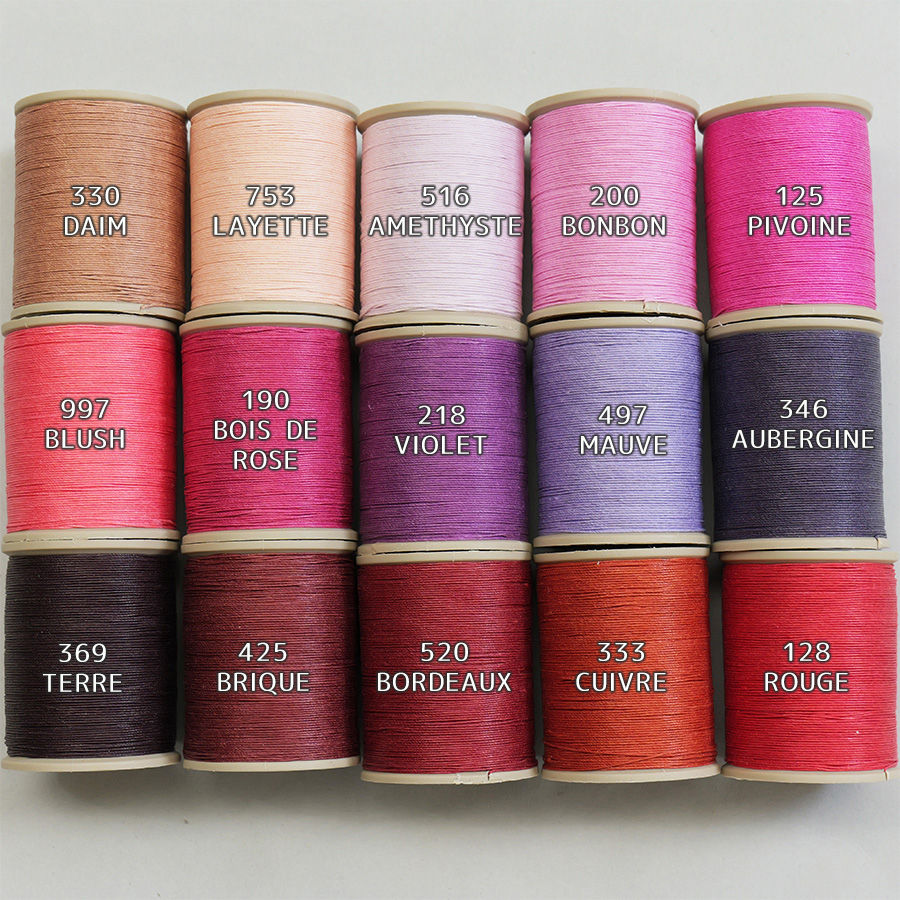 330
DAIM
753
LAYETTE
516
AMETHYSTE
200
BONBON
125
PIVOINE
997
BLUSH
190
BOIS DE
ROSE
218
VIOLET
497
MAUVE
346
AUBERGINE
369
TERRE
425
BRIQUE
520
BORDEAUX
333
CUIVRE
128
ROUGE